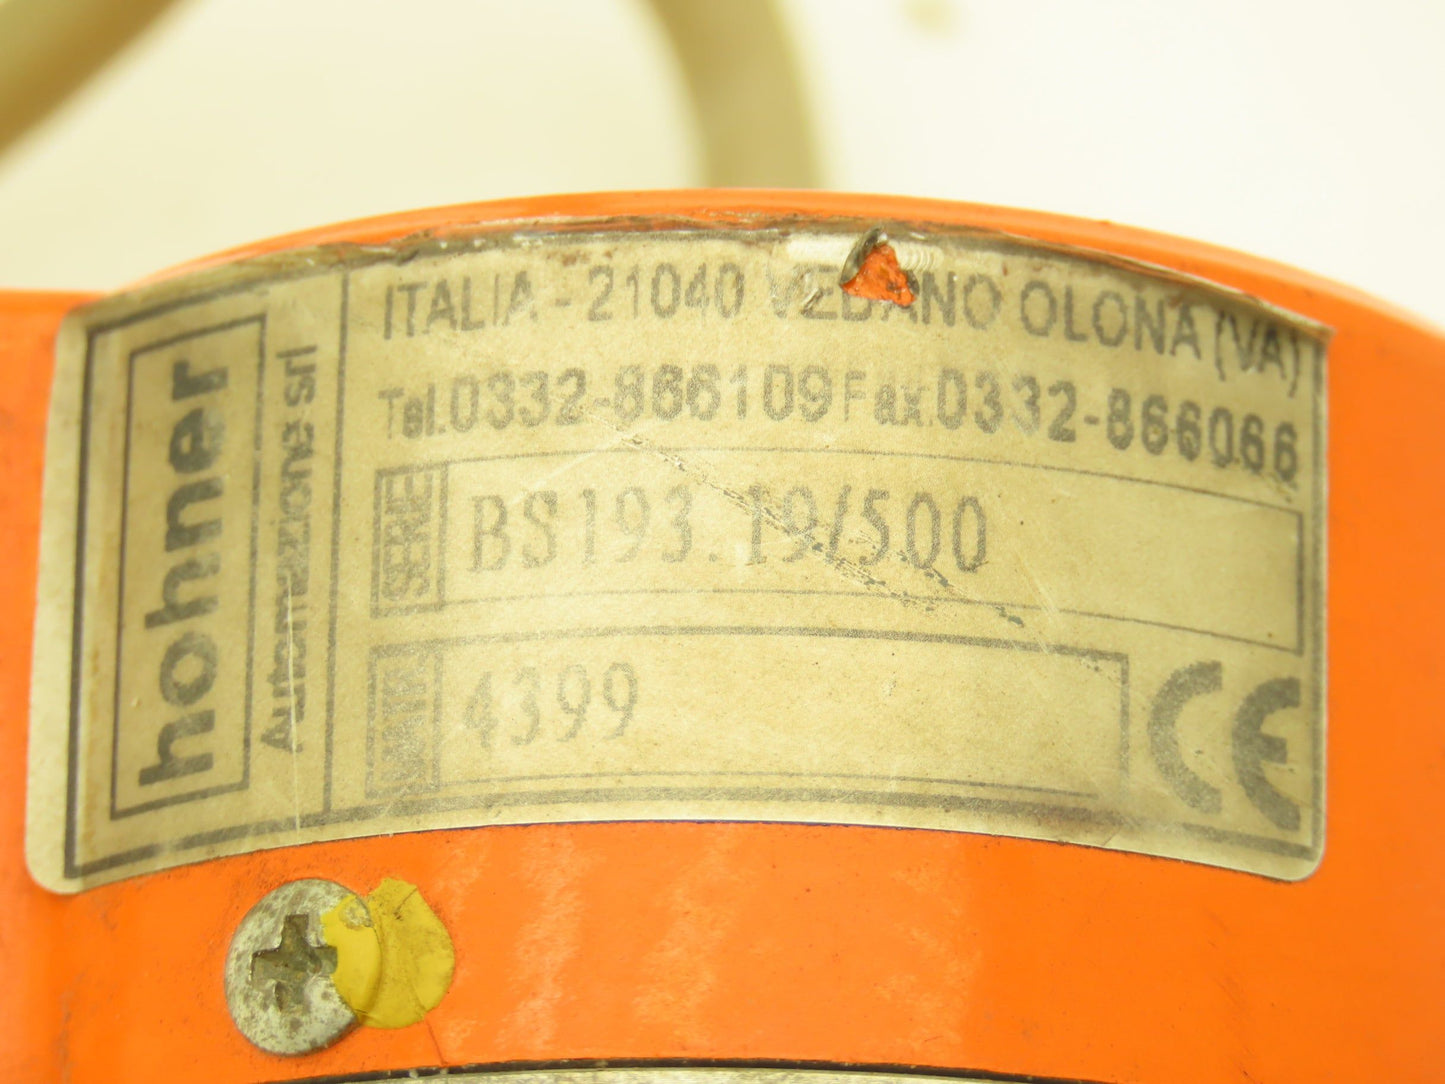 hohner
Automazione srl
ITALIA - 21040 VEDANO OLONA (VA)
Tel.0332-866109 Fax.0332-866066
SERIE BS193.19/500
MATR. 4399
CE